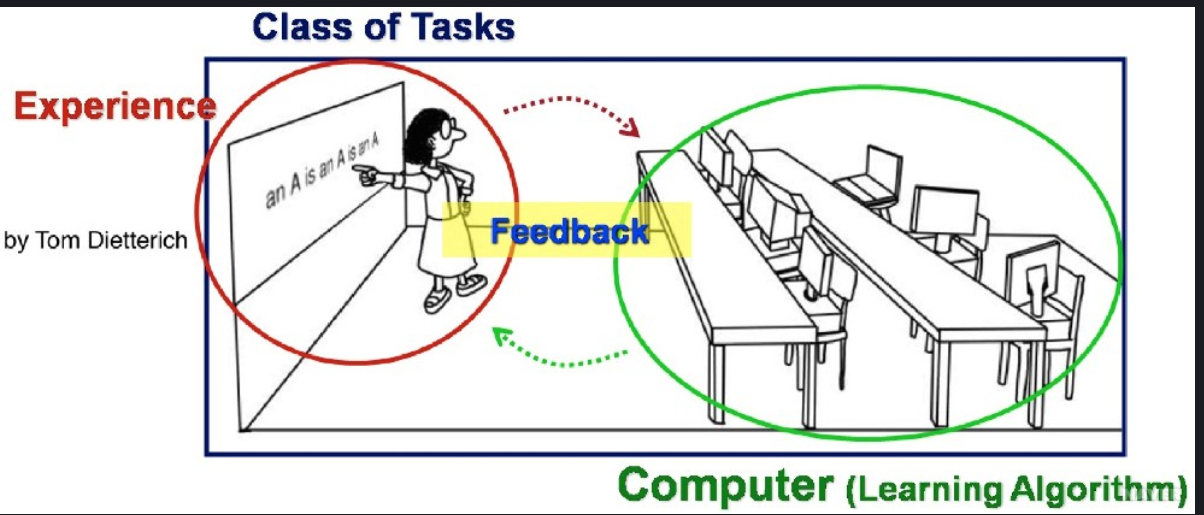 Class of Tasks
Experience
an A is an A is an A
Feedback
by Tom Dietterich
Computer (Learning Algorithm)